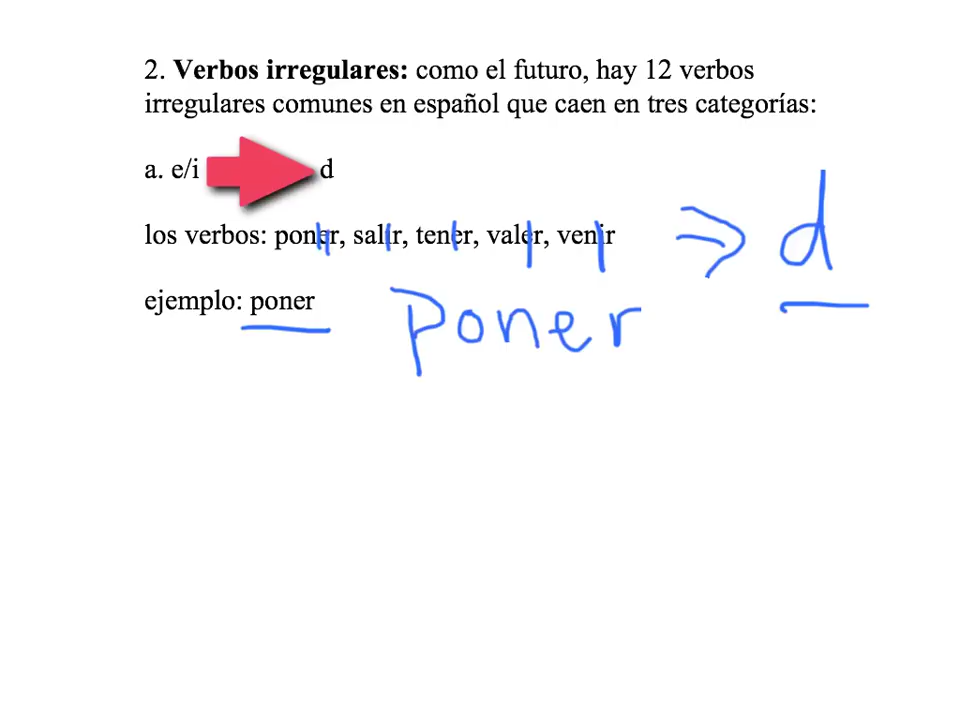 2. Verbos irregulares: como el futuro, hay 12 verbos
irregulares comunes en español que caen en tres categorías:
a. e/i d
los verbos: poner, salir, tener, valer, venir
d
ejemplo: poner
poner